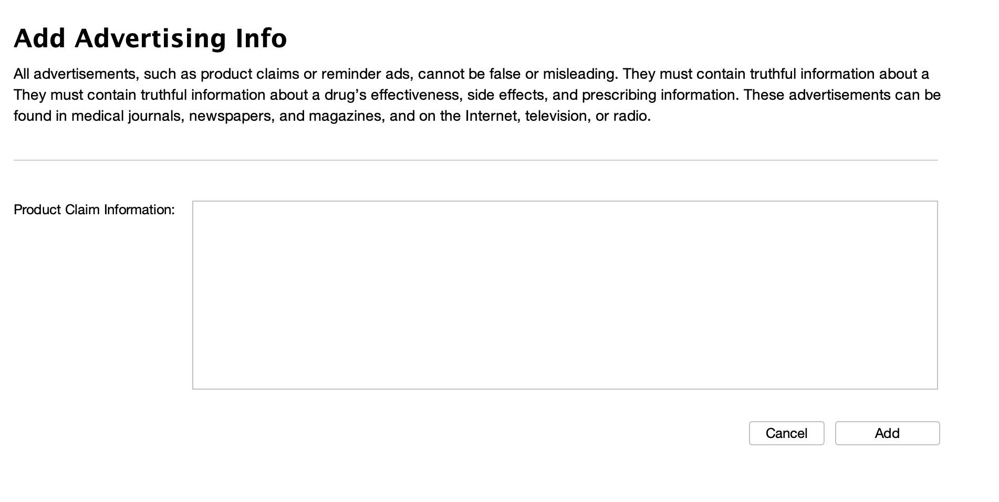 Add Advertising Info
All advertisements, such as product claims or reminder ads, cannot be false or misleading. They must contain truthful information about a
They must contain truthful information about a drug’s effectiveness, side effects, and prescribing information. These advertisements can be
found in medical journals, newspapers, and magazines, and on the Internet, television, or radio.
Product Claim Information:
Cancel Add